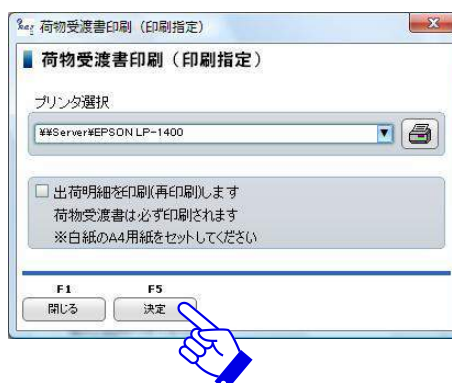 荷物受渡書印刷（印刷指定）
荷物受渡書印刷（印刷指定）
プリンタ選択
¥¥Server¥EPSON LP-1400
出荷明細を印刷(再印刷)します
荷物受渡書は必ず印刷されます
※白紙のA4用紙をセットしてください
F1 F5
閉じる 決定